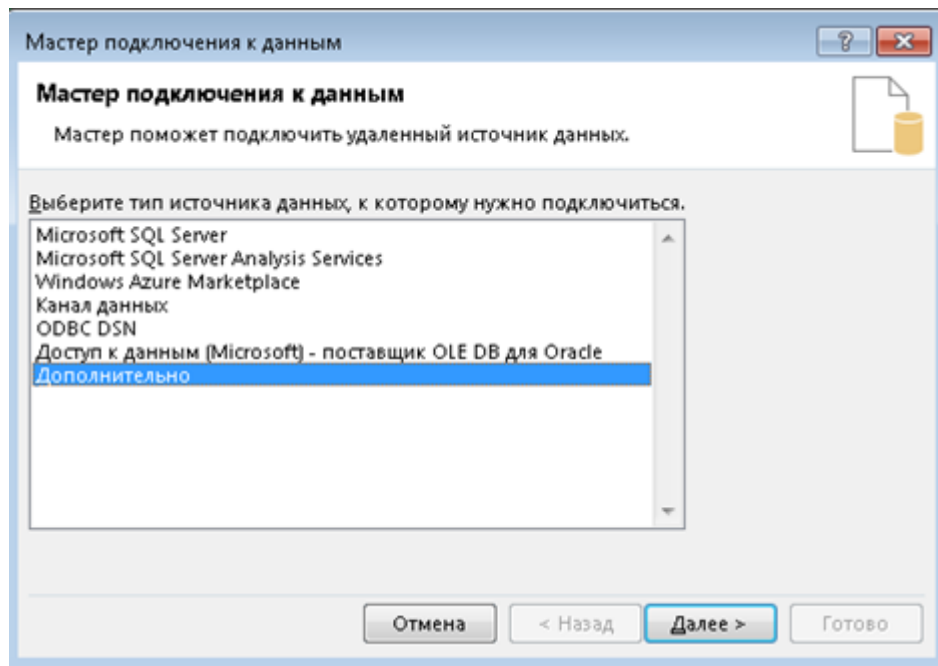 Мастер подключения к данным
Мастер подключения к данным
Мастер поможет подключить удаленный источник данных.
Выберите тип источника данных, к которому нужно подключиться.
Microsoft SQL Server
Microsoft SQL Server Analysis Services
Windows Azure Marketplace
Канал данных
ODBC DSN
Доступ к данным (Microsoft) - поставщик OLE DB для Oracle
Дополнительно
Отмена
< Назад
Далее >
Готово